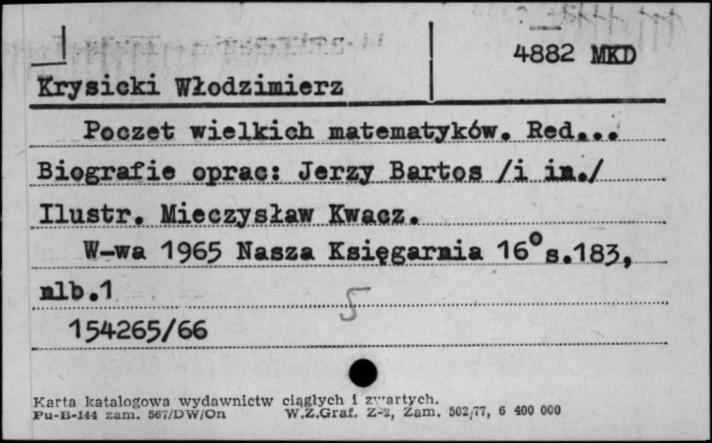 4882 MKD
Krysicki Włodzimierz
Poczet wielkich matematyków. Red...
Biografie oprac: Jerzy Bartos /i in./
Ilustr. Mieczysław Kwacz.
W-wa 1965 Nasza Księgarnia 16° s.183,
nlb.1
5
154265/66
Karta katalogowa wydawnictw ciągłych i zwartych.
Pu-B-144 zam. 567/DW/On W.Z.Graf. Z-2, Zam. 502/77, 6 400 000